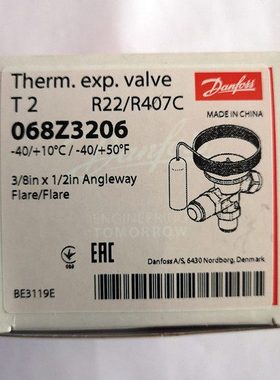 Therm. exp. valve
Danfoss
T 2 R22/R407C
068Z3206
MADE IN CHINA
-40/+10°C / -40/+50°F
Danfoss
3/8in x 1/2in Angleway
Flare/Flare
ENGINEERING
TOMORROW
Danfoss A/S, 6430 Nordborg, Denmark
BE3119E
EAC